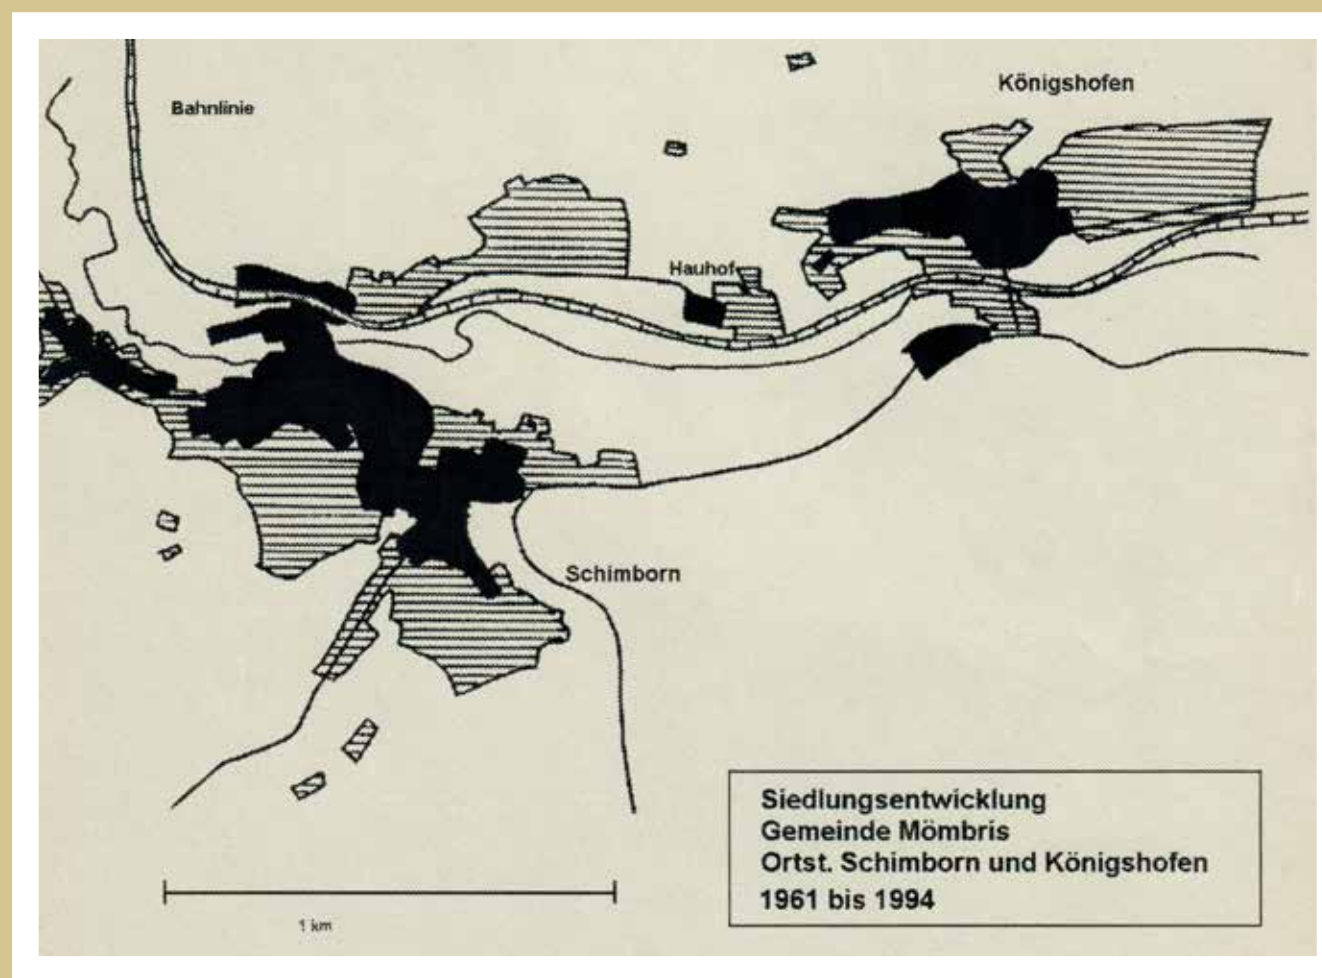 Königshofen
Bahnlinie
Hauhof
Schimborn
Siedlungsentwicklung
Gemeinde Mömbris
Ortst. Schimborn und Königshofen
1961 bis 1994
1 km